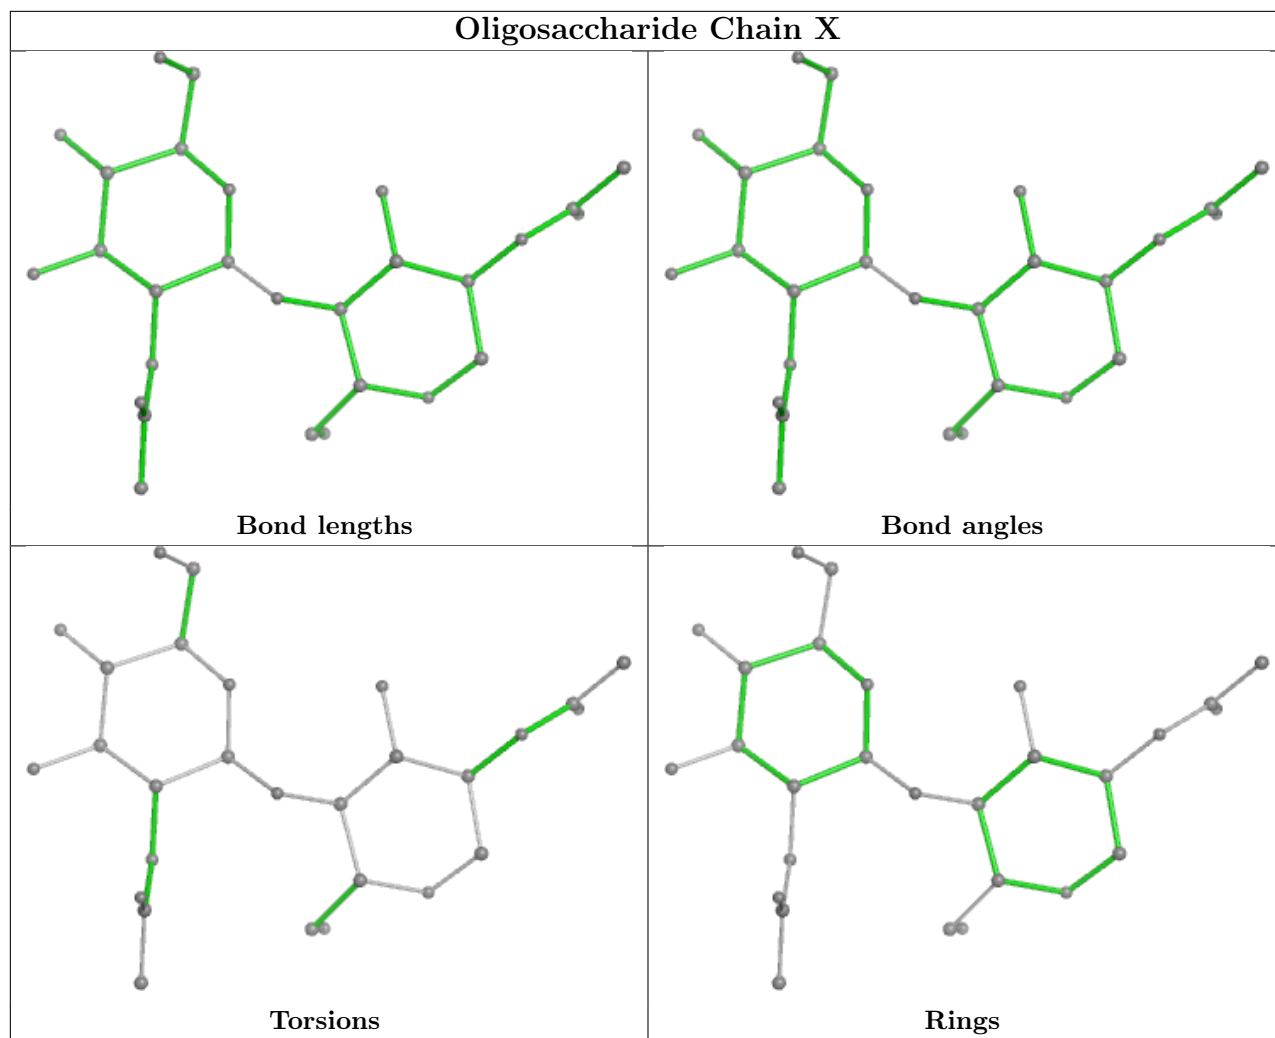 Oligosaccharide Chain X
Bond lengths
Bond angles
Torsions
Rings